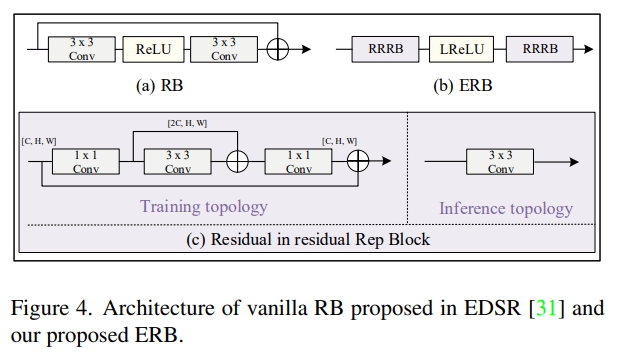 3 x 3
Conv
ReLU
3 x 3
Conv
(a) RB
RRRB
LReLU
RRRB
(b) ERB
[2C, H, W]
[C, H, W]
[C, H, W]
1 x 1
Conv
3 x 3
Conv
1 x 1
Conv
Training topology
3 x 3
Conv
Inference topology
(c) Residual in residual Rep Block
Figure 4. Architecture of vanilla RB proposed in EDSR [31] and
our proposed ERB.